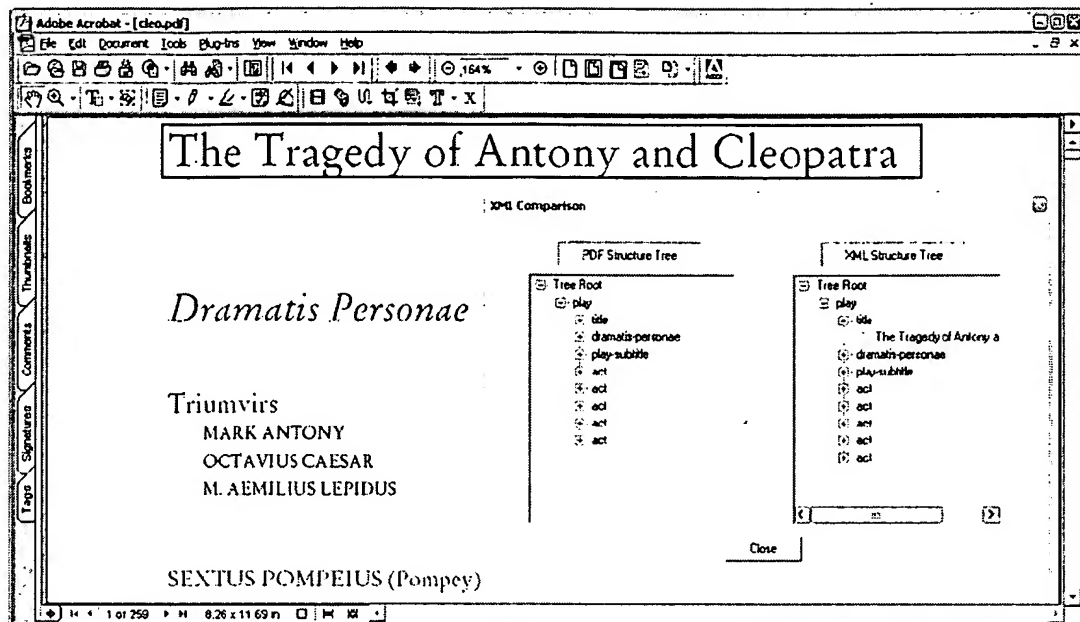 Adobe Acrobat - [cleo.pdf]
File Edit Document Tools Plug-Ins View Window Help
164%
The Tragedy of Antony and Cleopatra
Bookmarks
Thumbnails
Comments
Signatures
Tags
Dramatis Personae
Triumvirs
MARK ANTONY
OCTAVIUS CAESAR
M. AEMILIUS LEPIDUS
SEXTUS POMPEIUS (Pompey)
XML Comparison
PDF Structure Tree
Tree Root
play
title
dramatis-personae
play-subtitle
act
act
act
act
act
XML Structure Tree
Tree Root
play
title
The Tragedy of Antony a
dramatis-personae
play-subtitle
act
act
act
act
act
Close
1 of 259 8.26 x 11.69 in